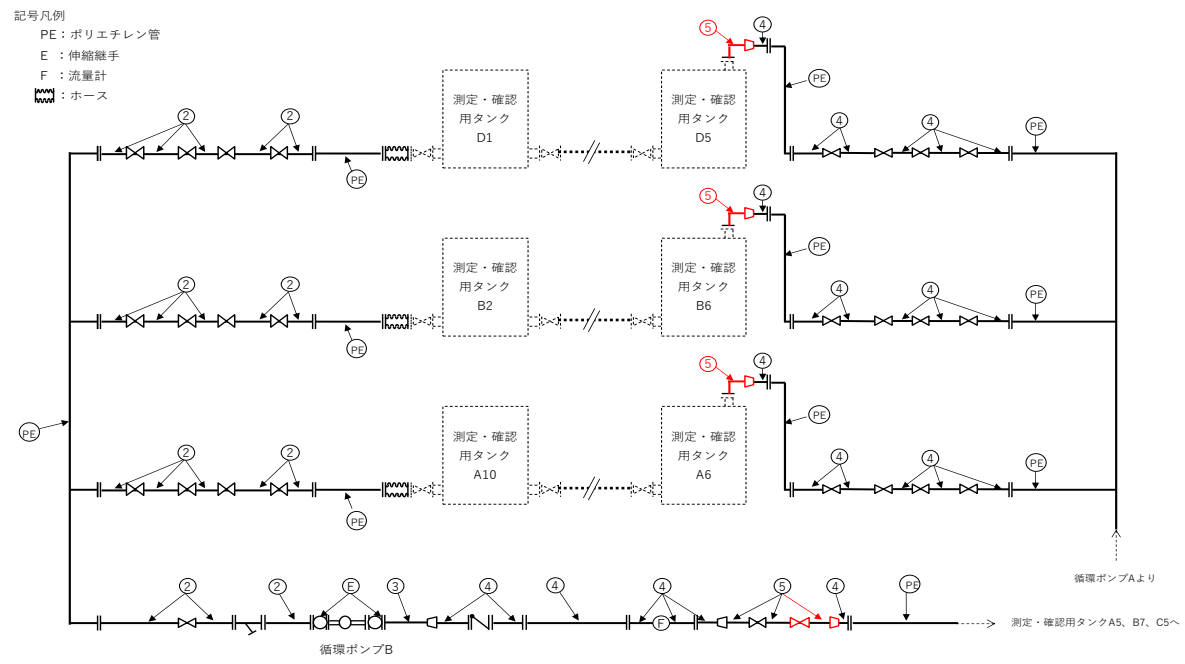 記号凡例
PE：ポリエチレン管
E ：伸縮継手
F ：流量計
：ホース
⑤ ④
PE
② ② ④ ④ PE
測定・確認
用タンク
D1
測定・確認
用タンク
D5
PE
⑤ ④
PE
② ② ④ ④ PE
測定・確認
用タンク
B2
測定・確認
用タンク
B6
PE
⑤ ④
PE
PE
② ② ④ ④ PE
測定・確認
用タンク
A10
測定・確認
用タンク
A6
PE
循環ポンプAより
② ② E ③ ④ ④ ④ ⑤ ④ PE
F
測定・確認用タンクA5、B7、C5へ
循環ポンプB